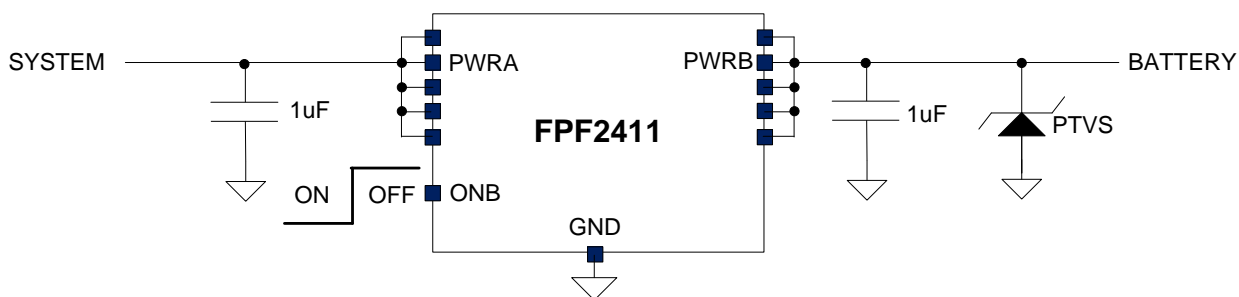 SYSTEM
PWRA
PWRB
BATTERY
1uF
FPF2411
1uF
PTVS
ON
OFF
ONB
GND